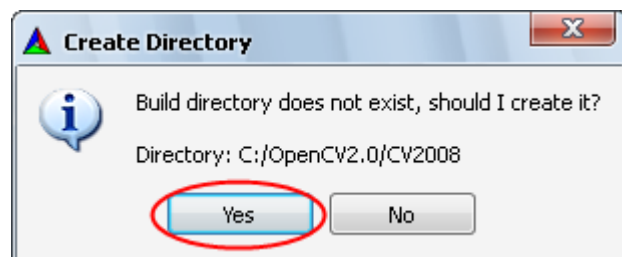 Create Directory
Build directory does not exist, should I create it?
Directory: C:/OpenCV2.0/CV2008
Yes No